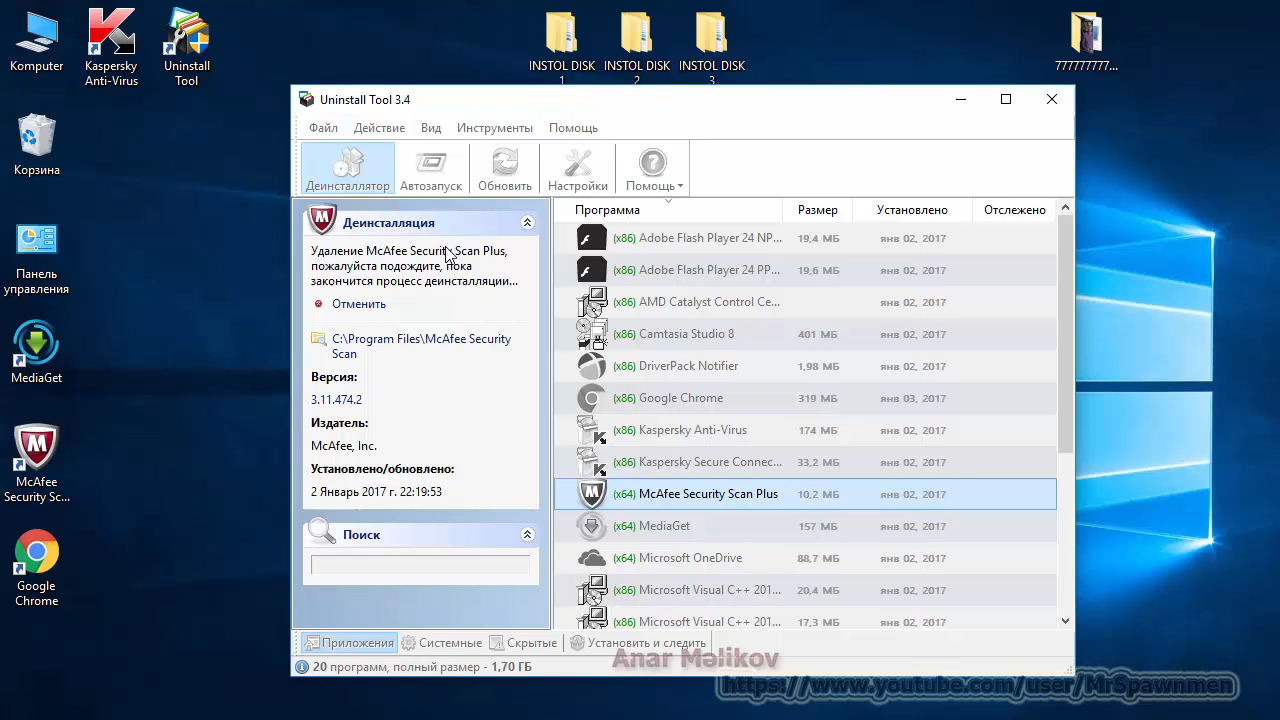 Komputer
Kaspersky
Anti-Virus
Uninstall
Tool
INSTOL DISK
1
INSTOL DISK
2
INSTOL DISK
3
777777777...
Корзина
Панель
управления
MediaGet
McAfee
Security Sc...
Google
Chrome
Uninstall Tool 3.4
Файл Действие Вид Инструменты Помощь
Деинсталлятор Автозапуск Обновить Настройки Помощь
Деинсталляция
Удаление McAfee Security Scan Plus,
пожалуйста подождите, пока
закончится процесс деинсталляции...
Отменить
C:\Program Files\McAfee Security
Scan
Версия:
3.11.474.2
Издатель:
McAfee, Inc.
Установлено/обновлено:
2 Январь 2017 г. 22:19:53
Поиск
Программа Размер Установлено Отслежено
(x86) Adobe Flash Player 24 NP... 19,4 МБ янв 02, 2017
(x86) Adobe Flash Player 24 PP... 19,6 МБ янв 02, 2017
(x86) AMD Catalyst Control Ce... янв 02, 2017
(x86) Camtasia Studio 8 401 МБ янв 02, 2017
(x86) DriverPack Notifier 1,98 МБ янв 02, 2017
(x86) Google Chrome 319 МБ янв 03, 2017
(x86) Kaspersky Anti-Virus 174 МБ янв 02, 2017
(x86) Kaspersky Secure Connec... 33,2 МБ янв 02, 2017
(x64) McAfee Security Scan Plus 10,2 МБ янв 02, 2017
(x64) MediaGet 157 МБ янв 02, 2017
(x64) Microsoft OneDrive 88,7 МБ янв 02, 2017
(x86) Microsoft Visual C++ 201... 20,4 МБ янв 02, 2017
(x86) Microsoft Visual C++ 201... 17,3 МБ янв 02, 2017
Приложения Системные Скрытые Установить и следить
20 программ, полный размер - 1,70 ГБ
Anar Məlikov
https://www.youtube.com/user/MrSpawnmen